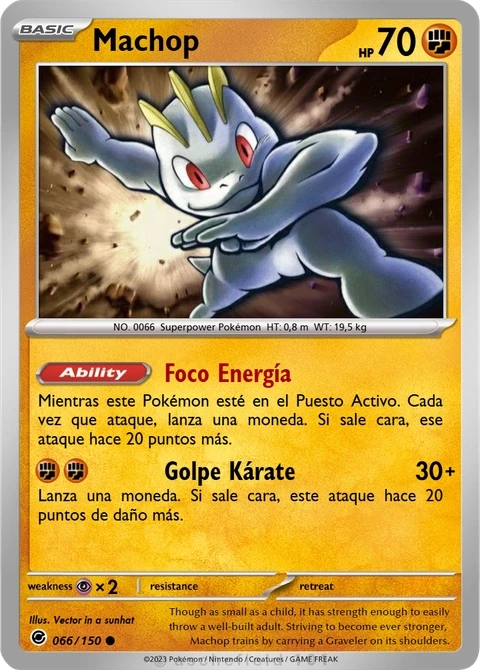 BASIC Machop HP 70
NO. 0066 Superpower Pokémon HT: 0,8 m WT: 19,5 kg
Ability Foco Energía
Mientras este Pokémon esté en el Puesto Activo. Cada
vez que ataque, lanza una moneda. Si sale cara, ese
ataque hace 20 puntos más.
Golpe Kárate 30+
Lanza una moneda. Si sale cara, este ataque hace 20
puntos de daño más.
weakness ×2 resistance retreat
Illus. Vector in a sunhat
066/150
Though as small as a child, it has strength enough to easily
throw a well-built adult. Striving to become ever stronger,
Machop trains by carrying a Graveler on its shoulders.
©2023 Pokémon / Nintendo / Creatures / GAME FREAK